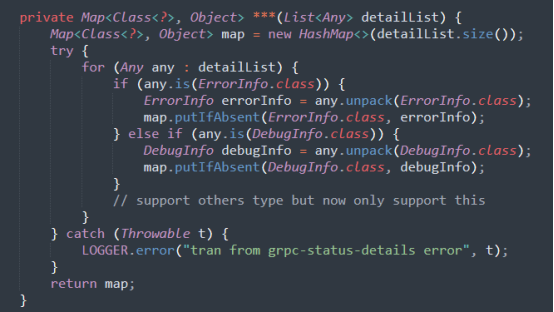 private Map<Class<?>, Object> ***(List<Any> detailList) {
    Map<Class<?>, Object> map = new HashMap<>(detailList.size());
    try {
        for (Any any : detailList) {
            if (any.is(ErrorInfo.class)) {
                ErrorInfo errorInfo = any.unpack(ErrorInfo.class);
                map.putIfAbsent(ErrorInfo.class, errorInfo);
            } else if (any.is(DebugInfo.class)) {
                DebugInfo debugInfo = any.unpack(DebugInfo.class);
                map.putIfAbsent(DebugInfo.class, debugInfo);
            }
            // support others type but now only support this
        }
    } catch (Throwable t) {
        LOGGER.error("tran from grpc-status-details error", t);
    }
    return map;
}